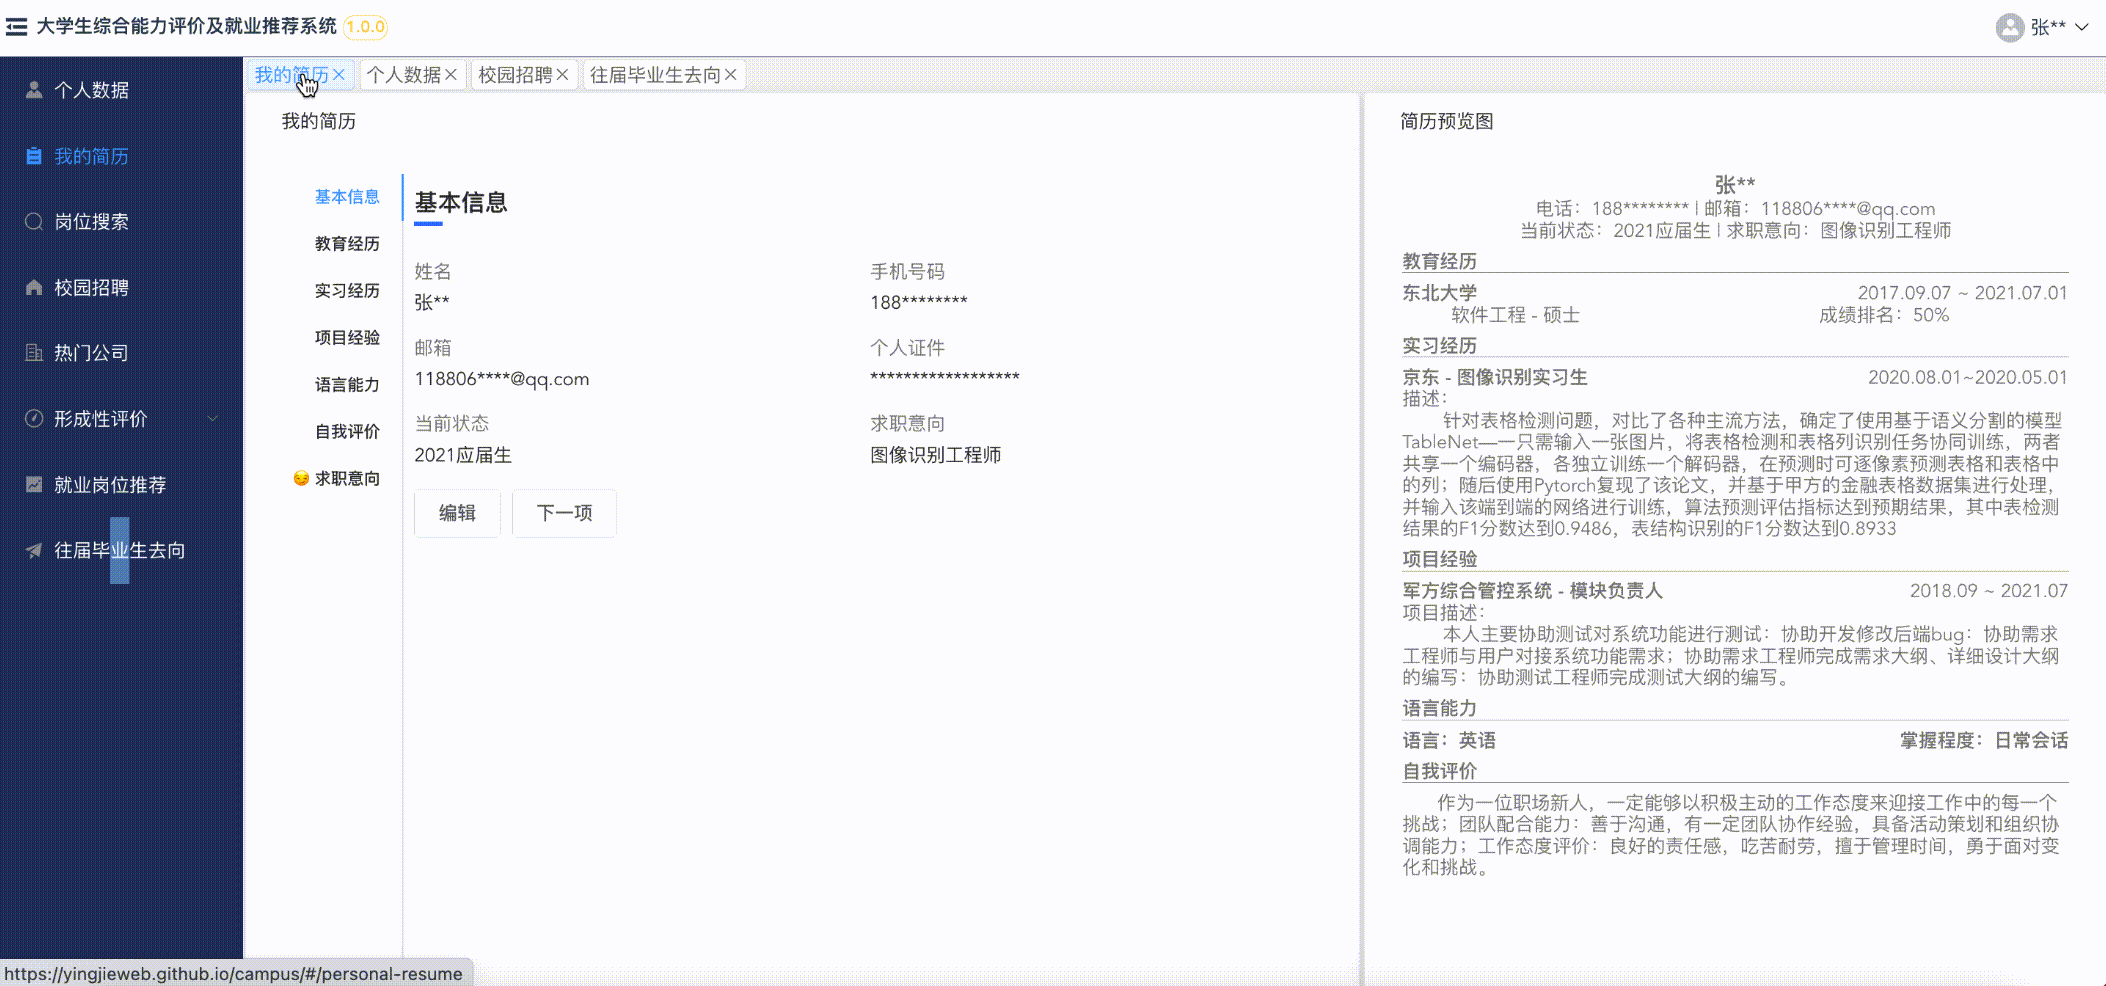 大学生综合能力评价及就业推荐系统 1.0.0
张**
个人数据
我的简历
岗位搜索
校园招聘
热门公司
形成性评价
就业岗位推荐
往届毕业生去向
我的简历 个人数据 校园招聘 往届毕业生去向
我的简历
基本信息
教育经历
实习经历
项目经验
语言能力
自我评价
求职意向
基本信息
姓名 手机号码
张** 188********
邮箱 个人证件
118806****@qq.com ******************
当前状态 求职意向
2021应届生 图像识别工程师
编辑 下一项
简历预览图
张**
电话：188******** | 邮箱：118806****@qq.com
当前状态：2021应届生 | 求职意向：图像识别工程师
教育经历
东北大学 2017.09.07 ~ 2021.07.01
软件工程 - 硕士 成绩排名：50%
实习经历
京东 - 图像识别实习生 2020.08.01~2020.05.01
描述：
针对表格检测问题，对比了各种主流方法，确定了使用基于语义分割的模型
TableNet—一只需输入一张图片，将表格检测和表格列识别任务协同训练，两者
共享一个编码器，各独立训练一个解码器，在预测时可逐像素预测表格和表格中
的列；随后使用Pytorch复现了该论文，并基于甲方的金融表格数据集进行处理，
并输入该端到端的网络进行训练，算法预测评估指标达到预期结果，其中表检测
结果的F1分数达到0.9486，表结构识别的F1分数达到0.8933
项目经验
军方综合管控系统 - 模块负责人 2018.09 ~ 2021.07
项目描述：
本人主要协助测试对系统功能进行测试：协助开发修改后端bug：协助需求
工程师与用户对接系统功能需求；协助需求工程师完成需求大纲、详细设计大纲
的编写：协助测试工程师完成测试大纲的编写。
语言能力
语言：英语 掌握程度：日常会话
自我评价
作为一位职场新人，一定能够以积极主动的工作态度来迎接工作中的每一个
挑战；团队配合能力：善于沟通，有一定团队协作经验，具备活动策划和组织协
调能力；工作态度评价：良好的责任感，吃苦耐劳，擅于管理时间，勇于面对变
化和挑战。
https://yingjieweb.github.io/campus/#/personal-resume